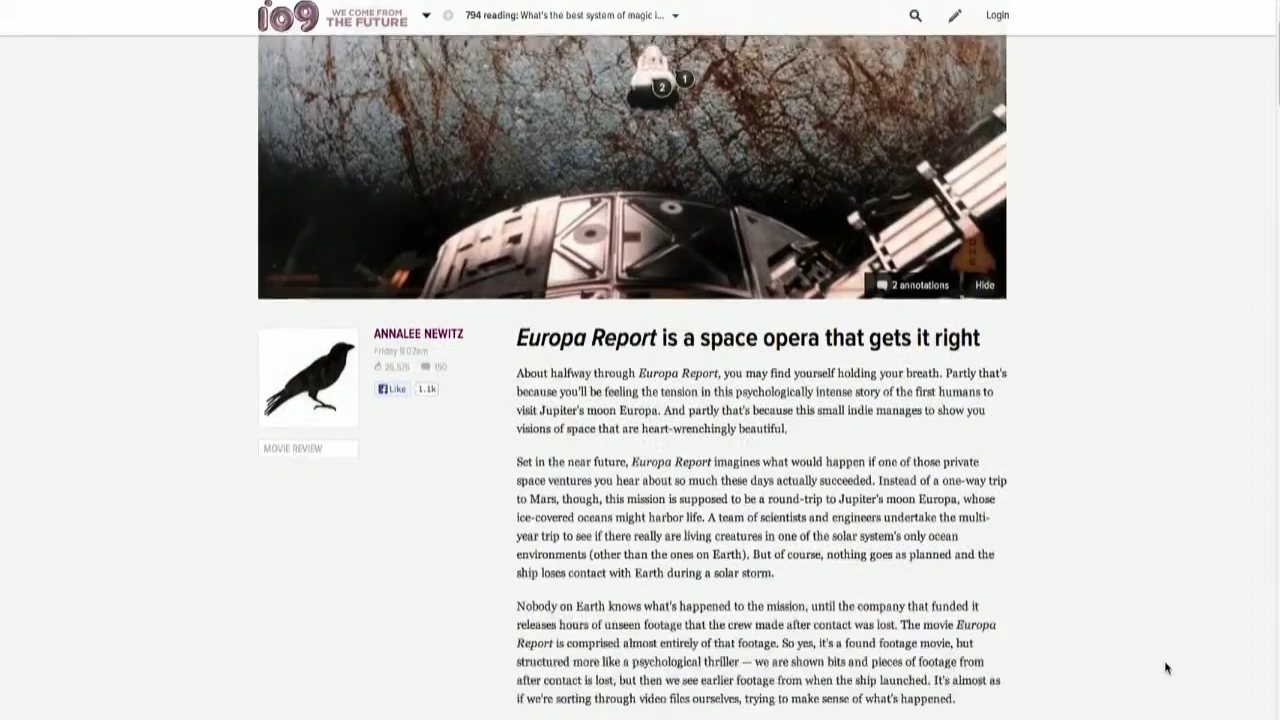 io9 WE COME FROM THE FUTURE 794 reading: What's the best system of magic i... Login
1
2
2 annotations Hide
ANNALEE NEWITZ
Friday 9:02am
26,575 150
Like 1.1k
MOVIE REVIEW
Europa Report is a space opera that gets it right
About halfway through Europa Report, you may find yourself holding your breath. Partly that's
because you'll be feeling the tension in this psychologically intense story of the first humans to
visit Jupiter's moon Europa. And partly that's because this small indie manages to show you
visions of space that are heart-wrenchingly beautiful.
Set in the near future, Europa Report imagines what would happen if one of those private
space ventures you hear about so much these days actually succeeded. Instead of a one-way trip
to Mars, though, this mission is supposed to be a round-trip to Jupiter's moon Europa, whose
ice-covered oceans might harbor life. A team of scientists and engineers undertake the multi-
year trip to see if there really are living creatures in one of the solar system's only ocean
environments (other than the ones on Earth). But of course, nothing goes as planned and the
ship loses contact with Earth during a solar storm.
Nobody on Earth knows what's happened to the mission, until the company that funded it
releases hours of unseen footage that the crew made after contact was lost. The movie Europa
Report is comprised almost entirely of that footage. So yes, it's a found footage movie, but
structured more like a psychological thriller — we are shown bits and pieces of footage from
after contact is lost, but then we see earlier footage from when the ship launched. It's almost as
if we're sorting through video files ourselves, trying to make sense of what's happened.